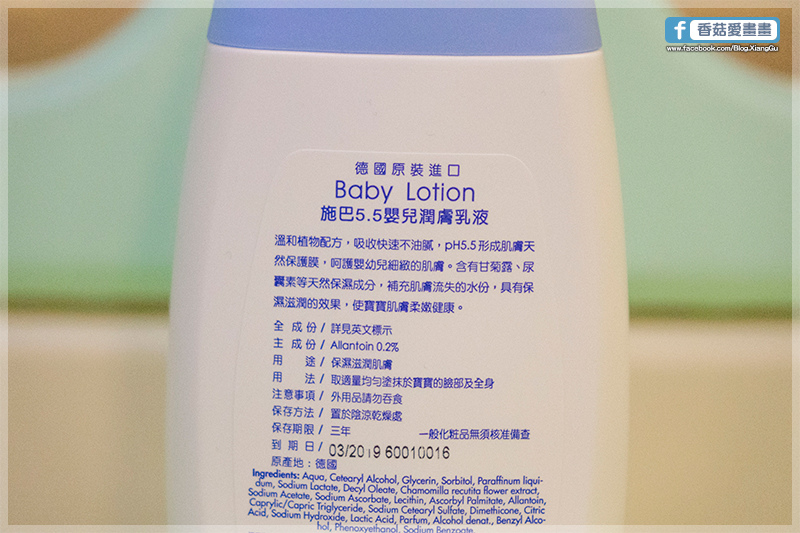 香菇愛畫畫
www.facebook.com/Blog.XiangGu
德國原裝進口
Baby Lotion
施巴5.5嬰兒潤膚乳液
溫和植物配方，吸收快速不油膩，pH5.5形成肌膚天
然保護膜，呵護嬰幼兒細緻的肌膚。含有甘菊露、尿
囊素等天然保濕成分，補充肌膚流失的水份，具有保
濕滋潤的效果，使寶寶肌膚柔嫩健康。
全 成 份 / 詳見英文標示
主 成 份 / Allantoin 0.2%
用 途 / 保濕滋潤肌膚
用 法 / 取適量均勻塗抹於寶寶的臉部及全身
注意事項 / 外用品請勿吞食
保存方法 / 置於陰涼乾燥處
保存期限 / 三年 一般化粧品無須核准備查
到 期 日 / 03/2019 60010016
原產地：德國
Ingredients: Aqua, Cetearyl Alcohol, Glycerin, Sorbitol, Paraffinum liqui-
dum, Sodium Lactate, Decyl Oleate, Chamomilla recutita flower extract,
Sodium Acetate, Sodium Ascorbate, Lecithin, Ascorbyl Palmitate, Allantoin,
Caprylic/Capric Triglyceride, Sodium Cetearyl Sulfate, Dimethicone, Citric
Acid, Sodium Hydroxide, Lactic Acid, Parfum, Alcohol denat., Benzyl Alco-
hol, Phenoxyethanol, Sodium Benzoate